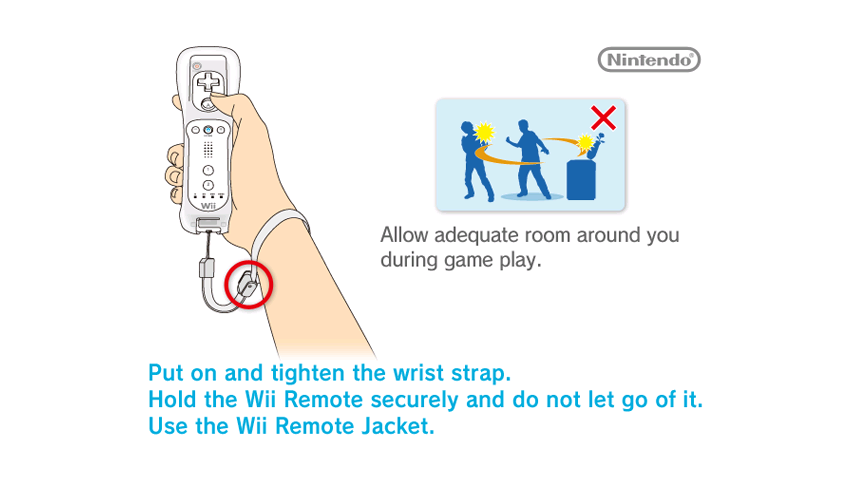 Nintendo®
Wii
Allow adequate room around you
during game play.
Put on and tighten the wrist strap.
Hold the Wii Remote securely and do not let go of it.
Use the Wii Remote Jacket.